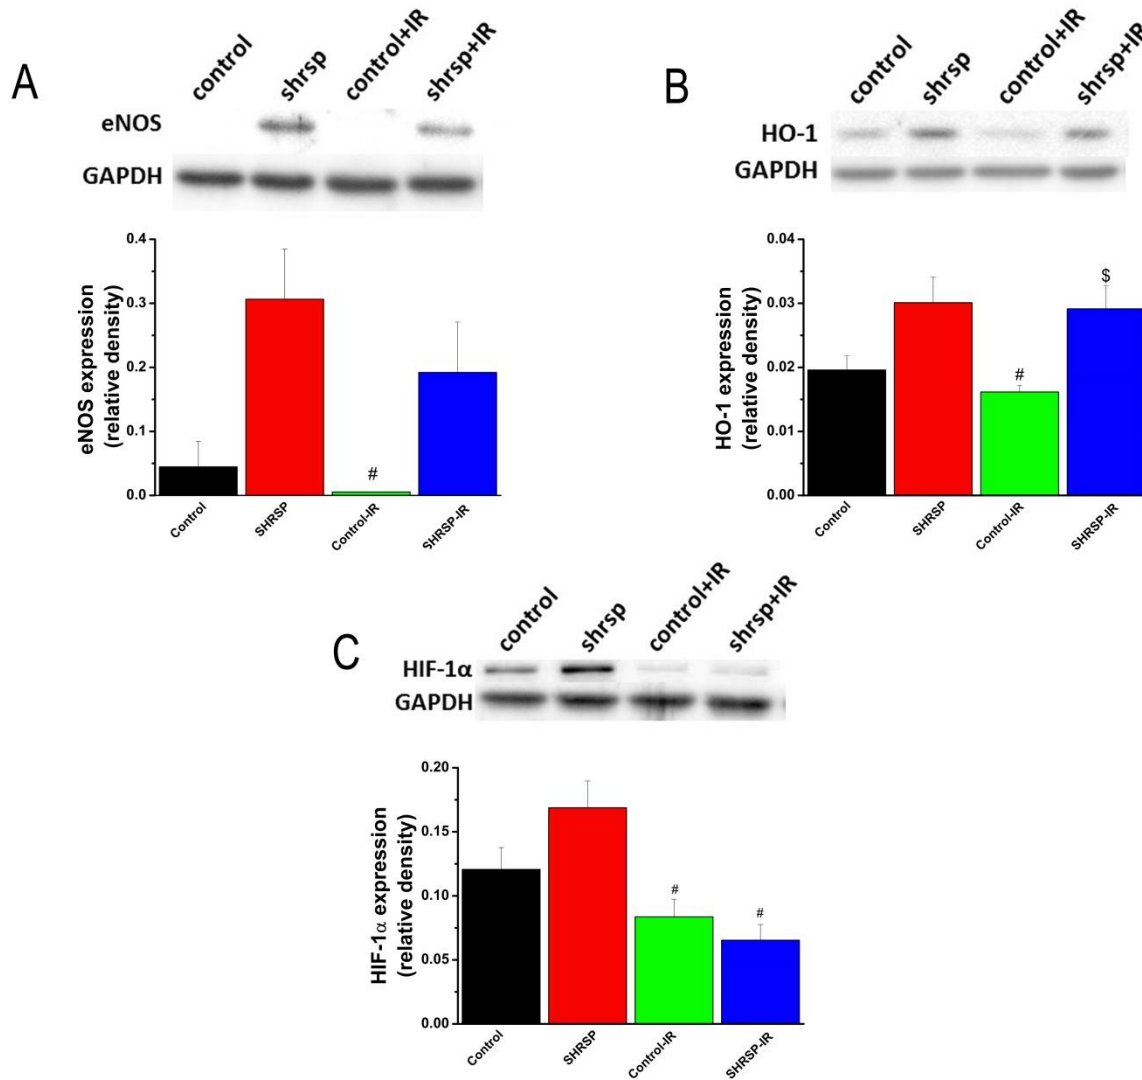 A
control
shrsp
control+IR
shrsp+IR
eNOS
GAPDH
eNOS expression
(relative density)
0.4
0.3
0.2
0.1
0.0
#
Control
SHRSP
Control-IR
SHRSP-IR
B
control
shrsp
control+IR
shrsp+IR
HO-1
GAPDH
HO-1 expression
(relative density)
0.04
0.03
0.02
0.01
0.00
#
$
Control
SHRSP
Control-IR
SHRSP-IR
C
control
shrsp
control+IR
shrsp+IR
HIF-1α
GAPDH
HIF-1α expression
(relative density)
0.20
0.15
0.10
0.05
0.00
#
#
Control
SHRSP
Control-IR
SHRSP-IR